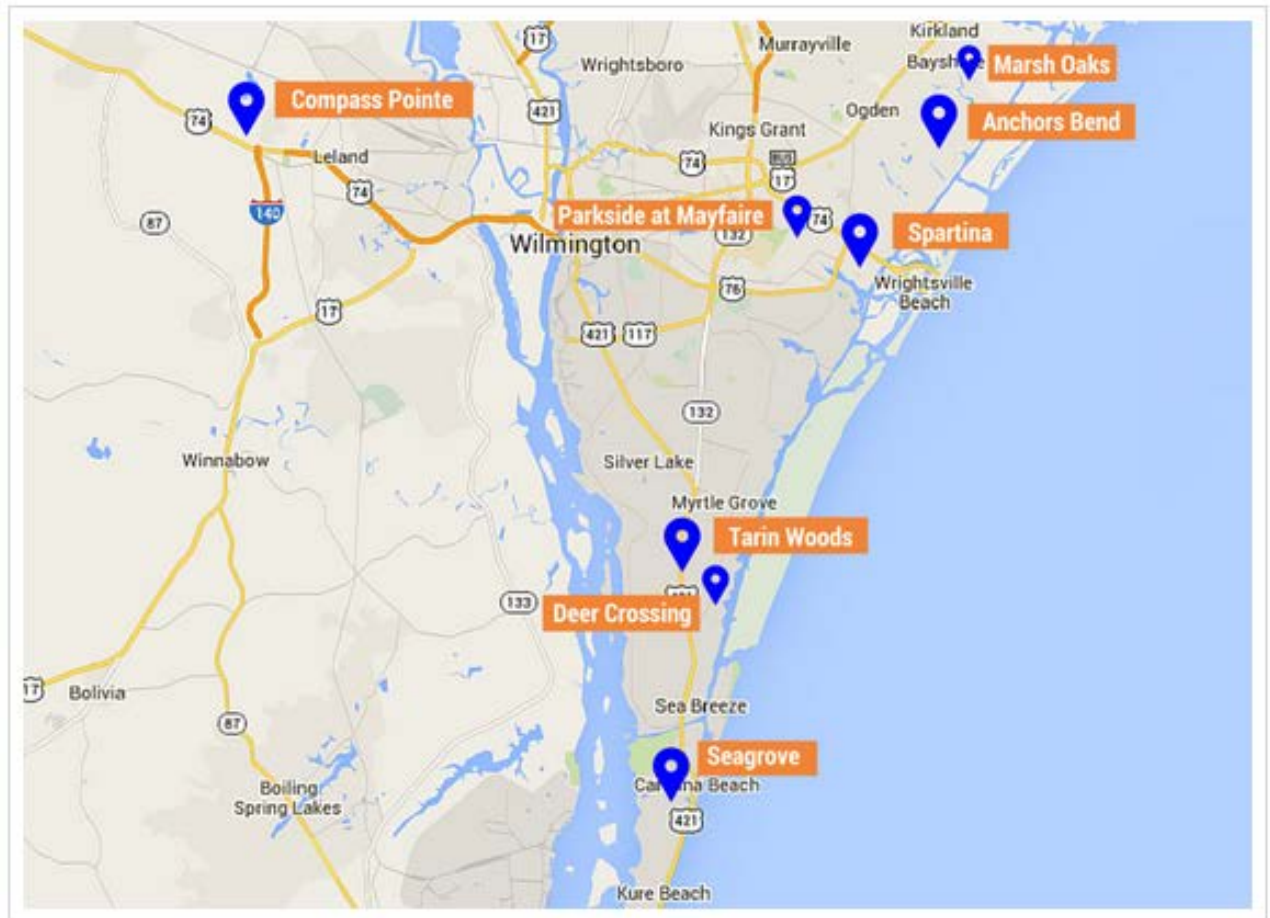 17
Kirkland
Murrayville
Wrightsboro
Marsh Oaks
Compass Pointe
74
421
Ogden
Anchors Bend
Kings Grant
Leland
74
BUS
17
74
140
87
Parkside at Mayfaire
74
132
Spartina
Wilmington
76
Wrightsville
Beach
17
421
117
132
Winnabow
Silver Lake
Myrtle Grove
Tarin Woods
133
Deer Crossing
17
Bolivia
87
Sea Breeze
Seagrove
Boiling
Spring Lakes
Beach
421
Kure Beach